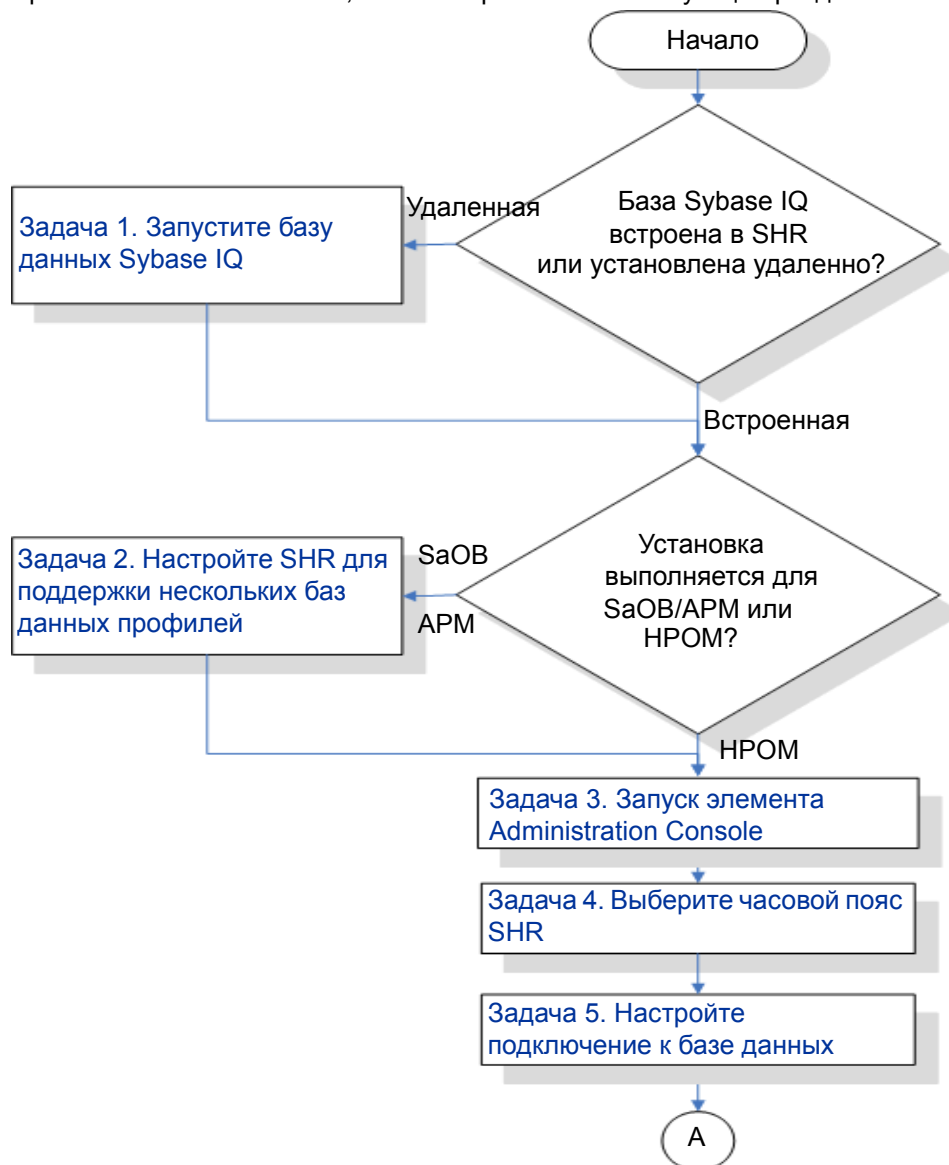 Начало
База Sybase IQ
встроена в SHR
или установлена удаленно?
Удаленная
Задача 1. Запустите базу
данных Sybase IQ
Встроенная
Установка
выполняется для
SaOB/APM или
HPOM?
SaOB
APM
Задача 2. Настройте SHR для
поддержки нескольких баз
данных профилей
HPOM
Задача 3. Запуск элемента
Administration Console
Задача 4. Выберите часовой пояс
SHR
Задача 5. Настройте
подключение к базе данных
A